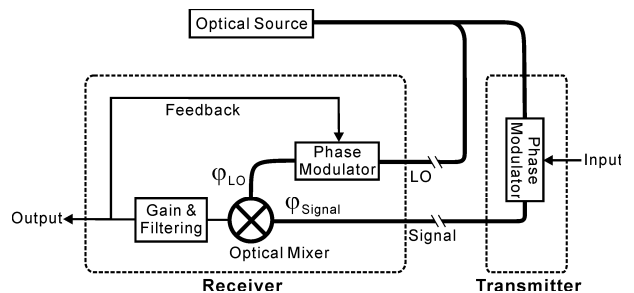 Optical Source
Feedback
Phase
Modulator
Phase
Modulator
Input
φLO
LO
φSignal
Output
Gain &
Filtering
Signal
Optical Mixer
Receiver
Transmitter